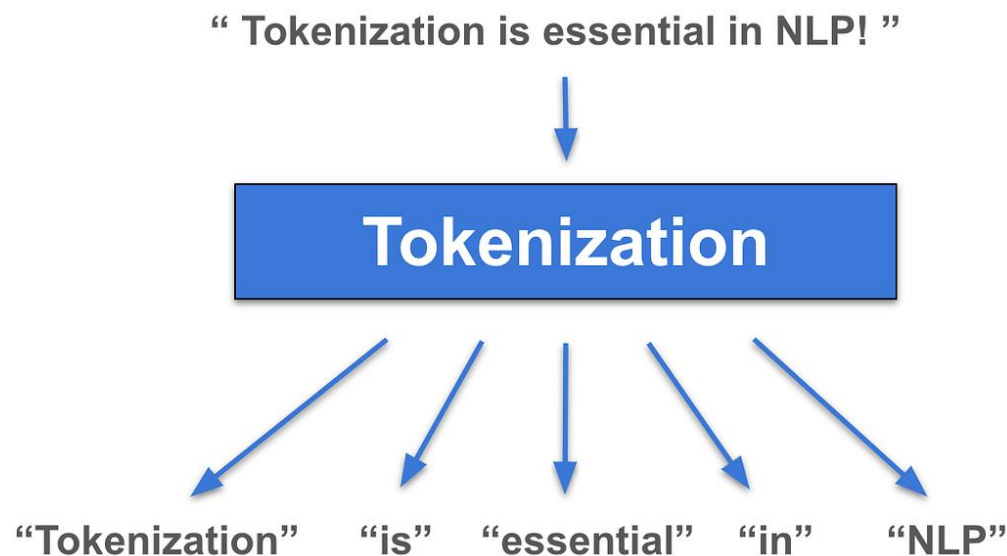 “ Tokenization is essential in NLP! ”
Tokenization
“Tokenization” “is” “essential” “in” “NLP”